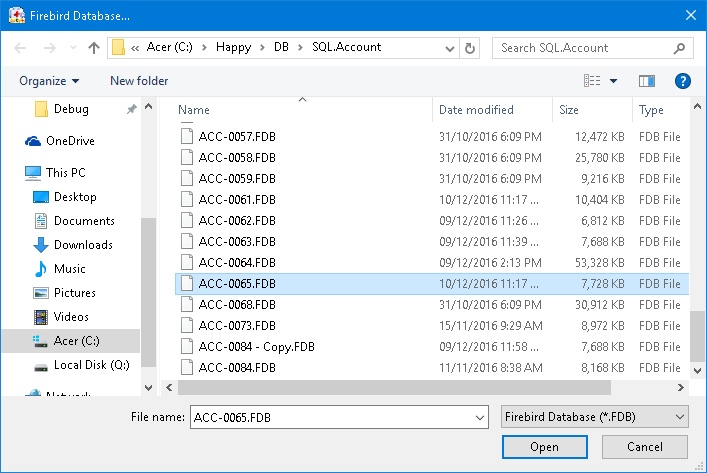 Firebird Database...
« Acer (C:) > Happy > DB > SQL.Account
Search SQL.Account
Organize
New folder
Debug
OneDrive
This PC
Desktop
Documents
Downloads
Music
Pictures
Videos
Acer (C:)
Local Disk (Q:)
Name Date modified Size Type
ACC-0057.FDB 31/10/2016 6:09 PM 12,472 KB FDB File
ACC-0058.FDB 31/10/2016 6:09 PM 25,780 KB FDB File
ACC-0059.FDB 31/10/2016 6:09 PM 9,216 KB FDB File
ACC-0061.FDB 10/12/2016 11:17 ... 10,404 KB FDB File
ACC-0062.FDB 09/12/2016 11:26 ... 6,812 KB FDB File
ACC-0063.FDB 09/12/2016 11:39 ... 7,688 KB FDB File
ACC-0064.FDB 09/12/2016 2:13 PM 53,328 KB FDB File
ACC-0065.FDB 10/12/2016 11:17 ... 7,728 KB FDB File
ACC-0068.FDB 31/10/2016 6:09 PM 30,912 KB FDB File
ACC-0073.FDB 15/11/2016 9:29 AM 8,972 KB FDB File
ACC-0084 - Copy.FDB 09/12/2016 11:58 ... 7,688 KB FDB File
ACC-0084.FDB 11/11/2016 8:38 AM 8,168 KB FDB File
File name: ACC-0065.FDB
Firebird Database (*.FDB)
Open
Cancel